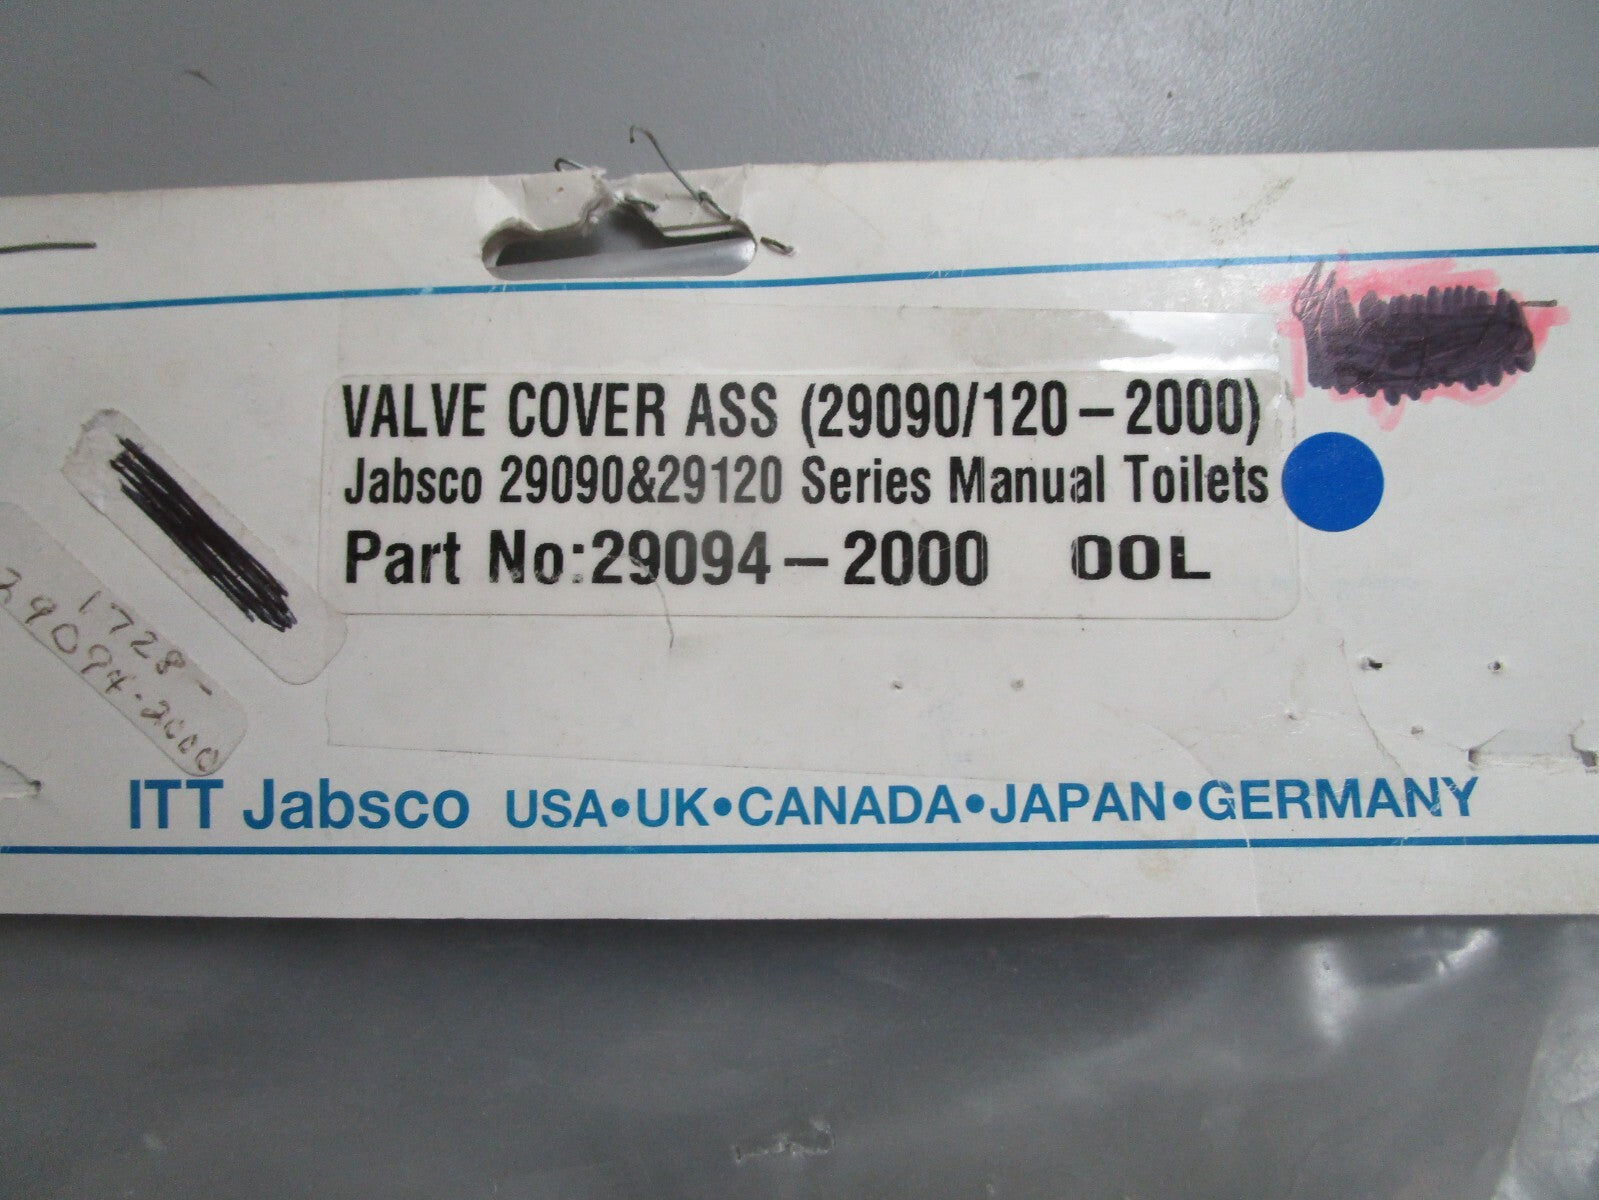 VALVE COVER ASS (29090/120-2000)
Jabsco 29090&29120 Series Manual Toilets
Part No:29094-2000 00L
1728-
29094-2000
ITT Jabsco USA•UK•CANADA•JAPAN•GERMANY